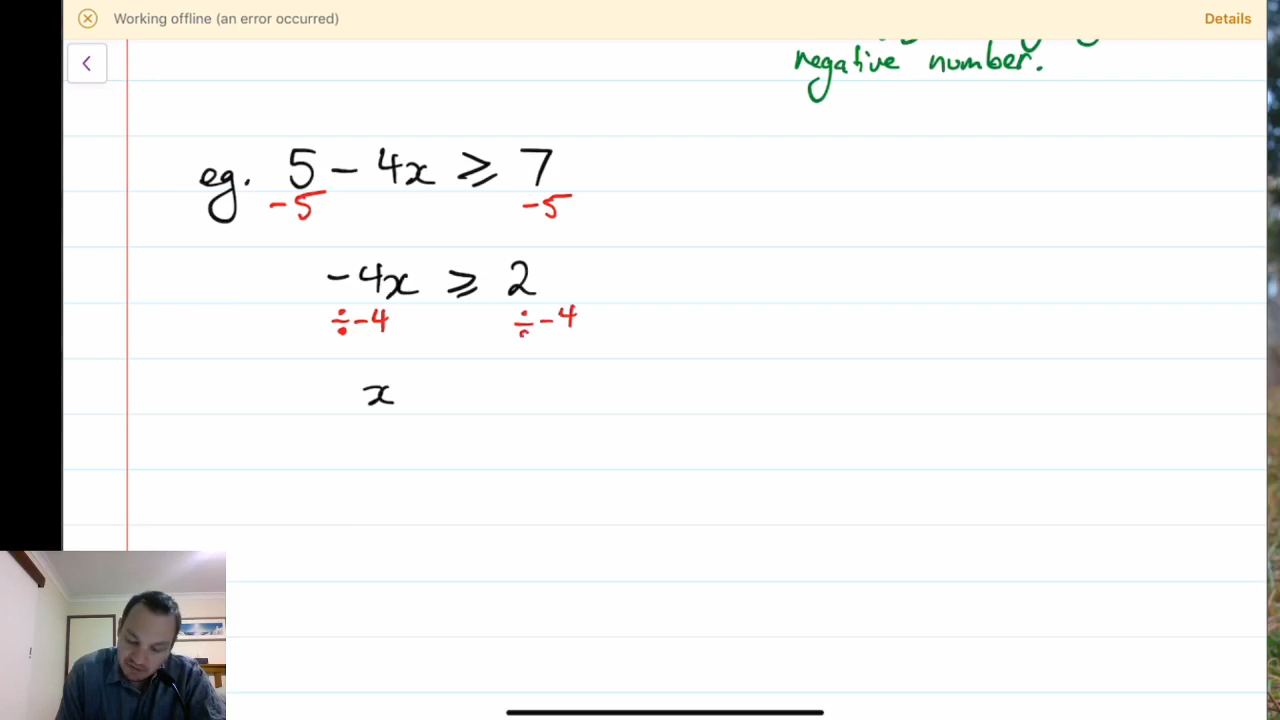 Working offline (an error occurred) Details
negative number.
eg. 5 - 4x ⩾ 7
-5 -5
-4x ⩾ 2
÷-4 ÷-4
x